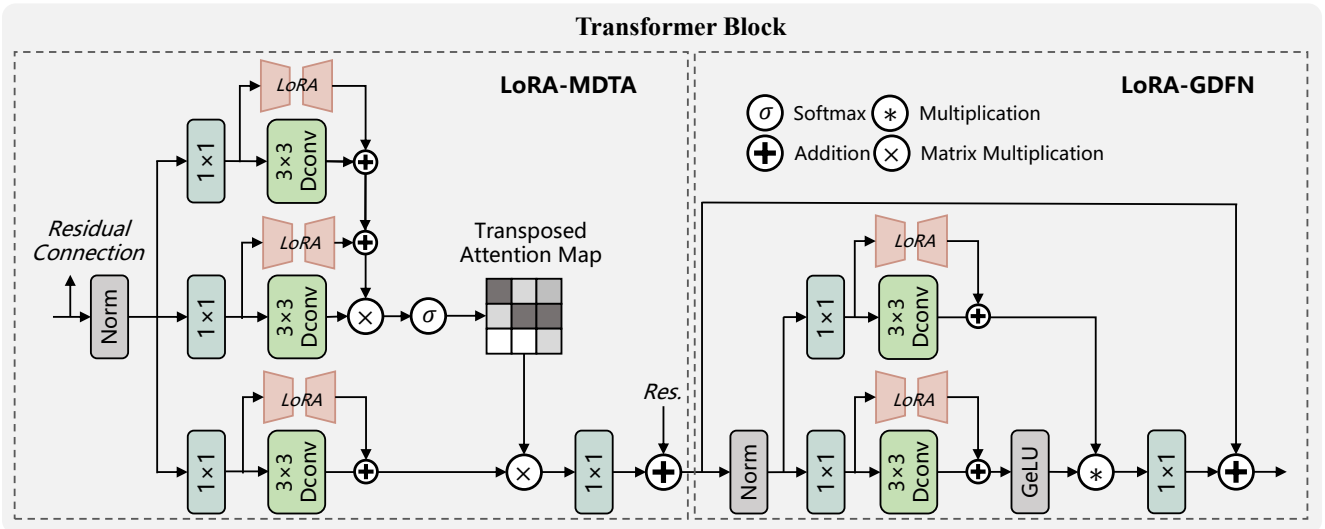 Transformer Block
LoRA-MDTA
LoRA
1×1
3×3
Dconv
Residual
Connection
Norm
LoRA
1×1
3×3
Dconv
×
σ
Transposed
Attention Map
LoRA
1×1
3×3
Dconv
×
1×1
Res.
LoRA-GDFN
σ Softmax
* Multiplication
+ Addition
× Matrix Multiplication
LoRA
1×1
3×3
Dconv
Norm
LoRA
1×1
3×3
Dconv
GeLU
*
1×1